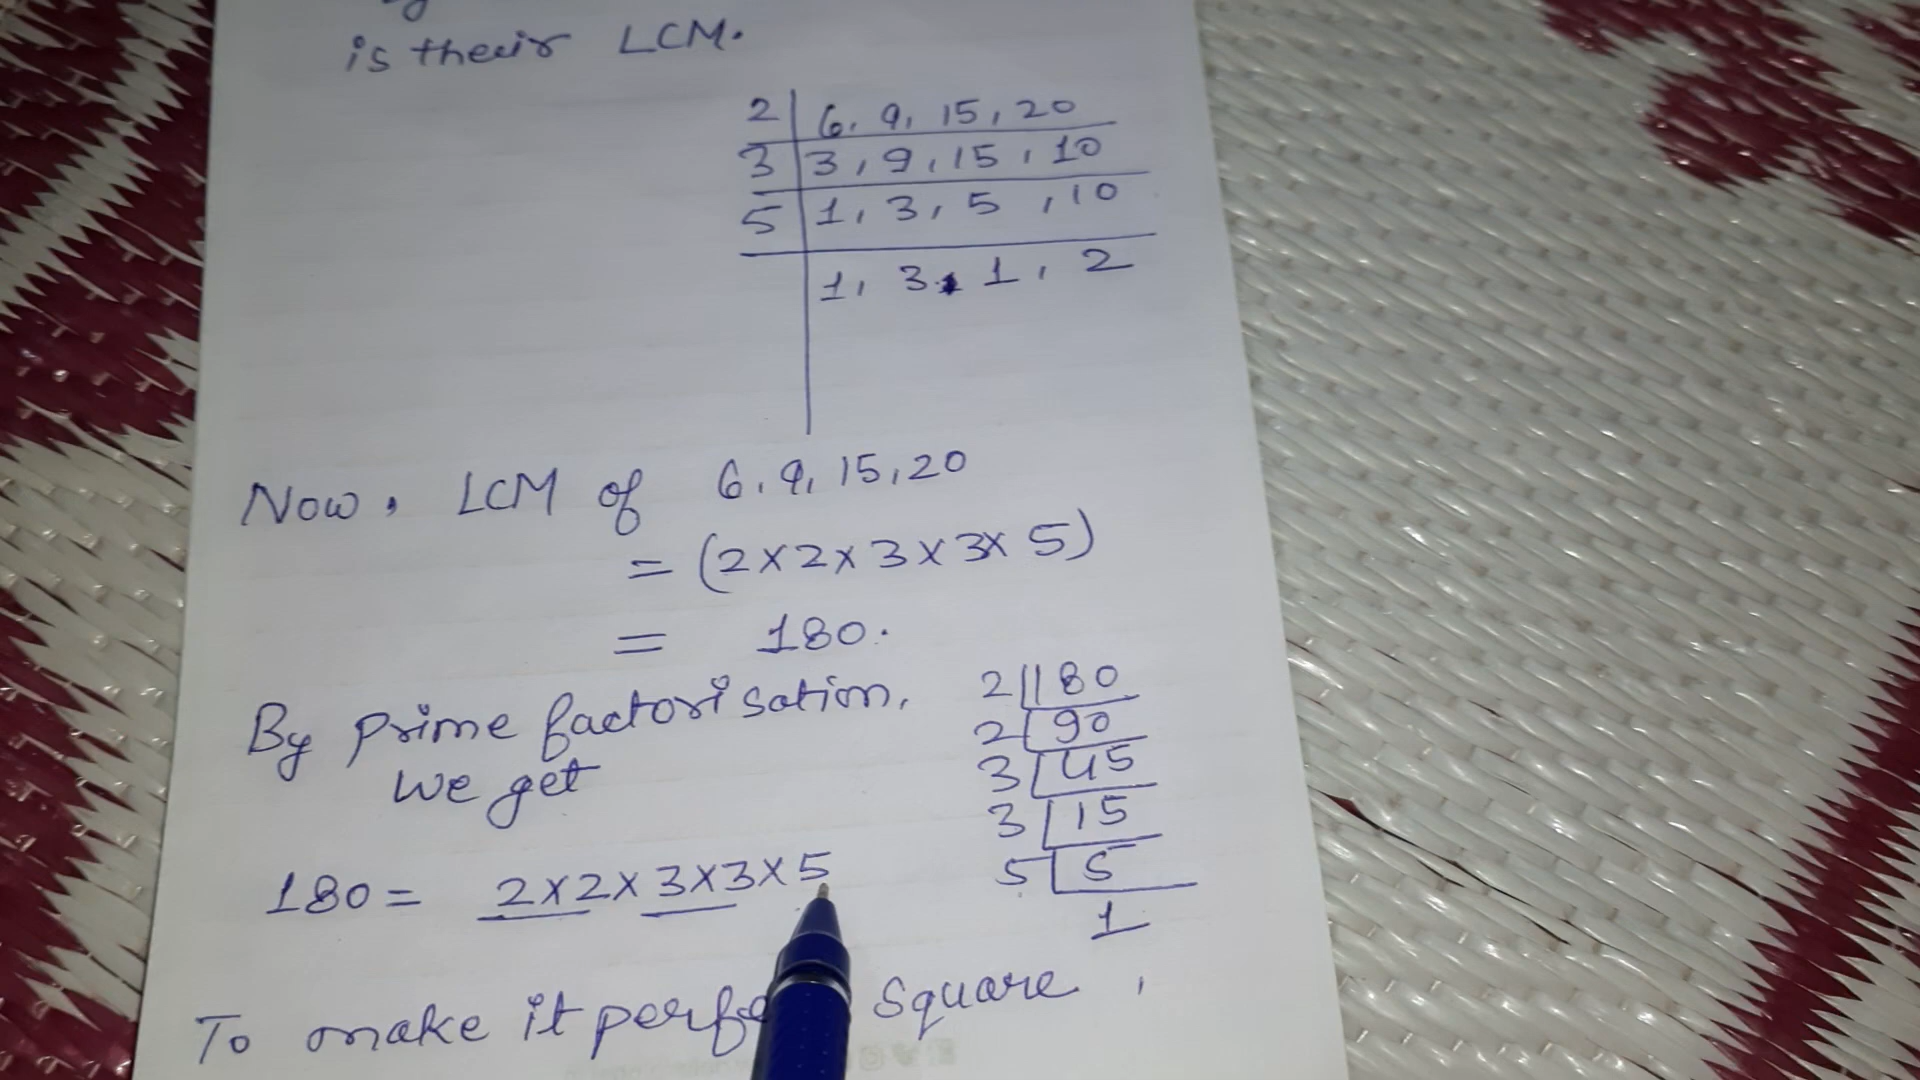 is their LCM.
2 | 6, 9, 15, 20
3 | 3, 9, 15, 10
5 | 1, 3, 5, 10
1, 3, 1, 2
Now, LCM of 6, 9, 15, 20
= (2×2×3×3×5)
= 180.
By prime factorisation,
we get
2 | 180
2 | 90
3 | 45
3 | 15
5 | 5
1
180 = 2×2×3×3×5
To make it square,